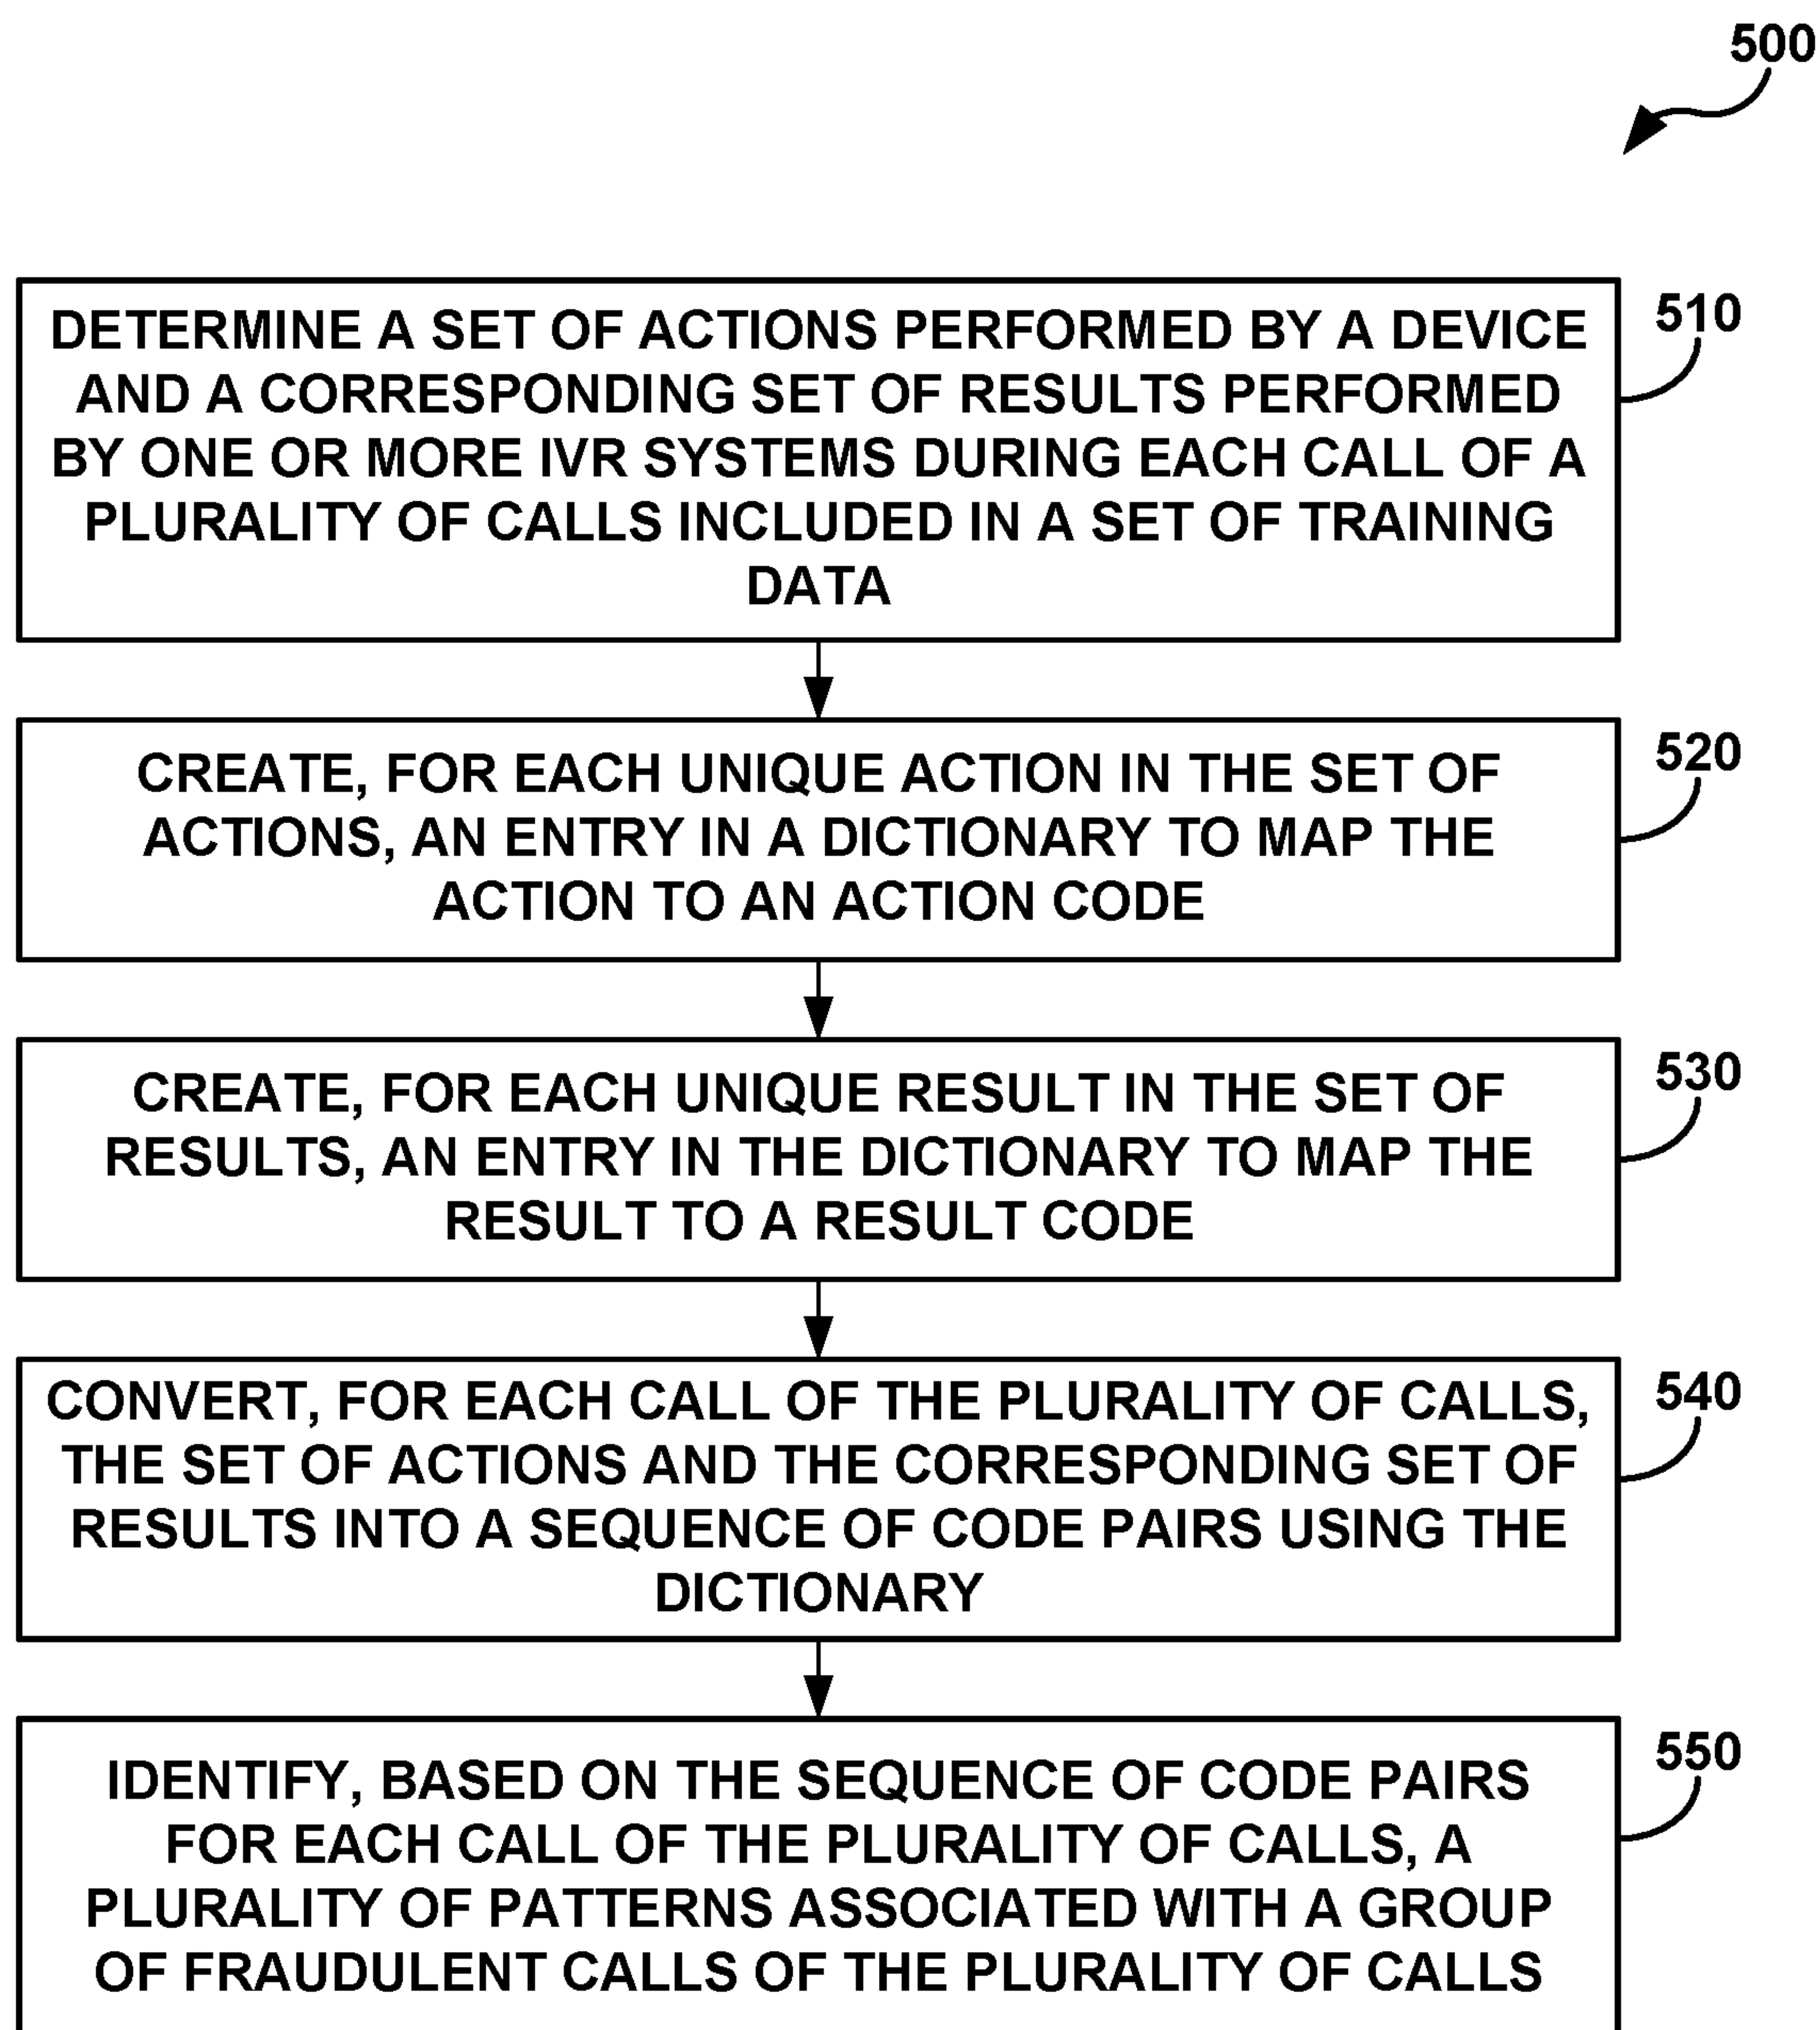 500
DETERMINE A SET OF ACTIONS PERFORMED BY A DEVICE
AND A CORRESPONDING SET OF RESULTS PERFORMED
BY ONE OR MORE IVR SYSTEMS DURING EACH CALL OF A
PLURALITY OF CALLS INCLUDED IN A SET OF TRAINING
DATA
510
CREATE, FOR EACH UNIQUE ACTION IN THE SET OF
ACTIONS, AN ENTRY IN A DICTIONARY TO MAP THE
ACTION TO AN ACTION CODE
520
CREATE, FOR EACH UNIQUE RESULT IN THE SET OF
RESULTS, AN ENTRY IN THE DICTIONARY TO MAP THE
RESULT TO A RESULT CODE
530
CONVERT, FOR EACH CALL OF THE PLURALITY OF CALLS,
THE SET OF ACTIONS AND THE CORRESPONDING SET OF
RESULTS INTO A SEQUENCE OF CODE PAIRS USING THE
DICTIONARY
540
IDENTIFY, BASED ON THE SEQUENCE OF CODE PAIRS
FOR EACH CALL OF THE PLURALITY OF CALLS, A
PLURALITY OF PATTERNS ASSOCIATED WITH A GROUP
OF FRAUDULENT CALLS OF THE PLURALITY OF CALLS
550